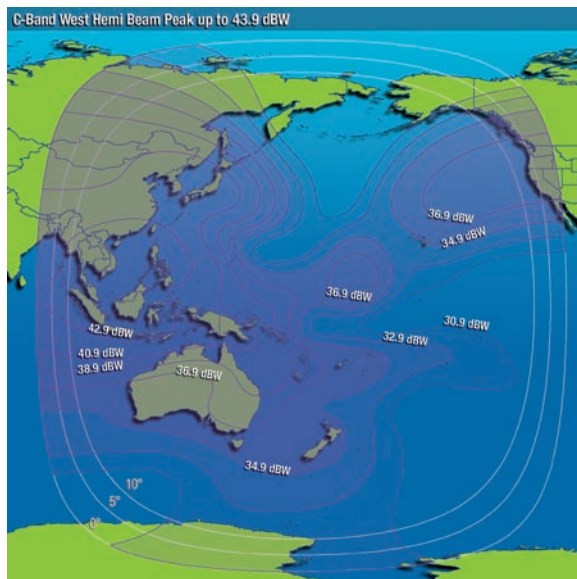 C-Band West Hemi Beam Peak up to 43.9 dBW
36.9 dBW
34.9 dBW
36.9 dBW
30.9 dBW
42.9 dBW
32.9 dBW
40.9 dBW
38.9 dBW
36.9 dBW
34.9 dBW
10°
5°
0°